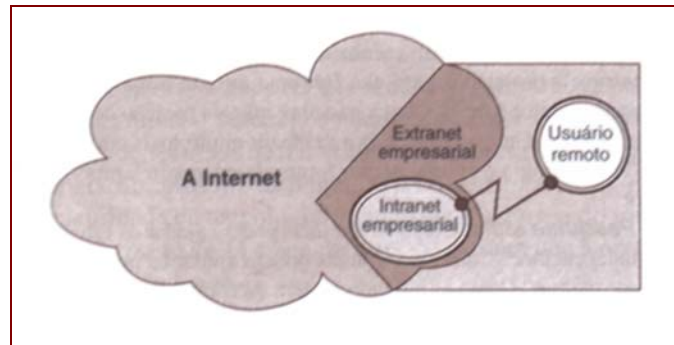 A Internet
Extranet
empresarial
Intranet
empresarial
Usuário
remoto